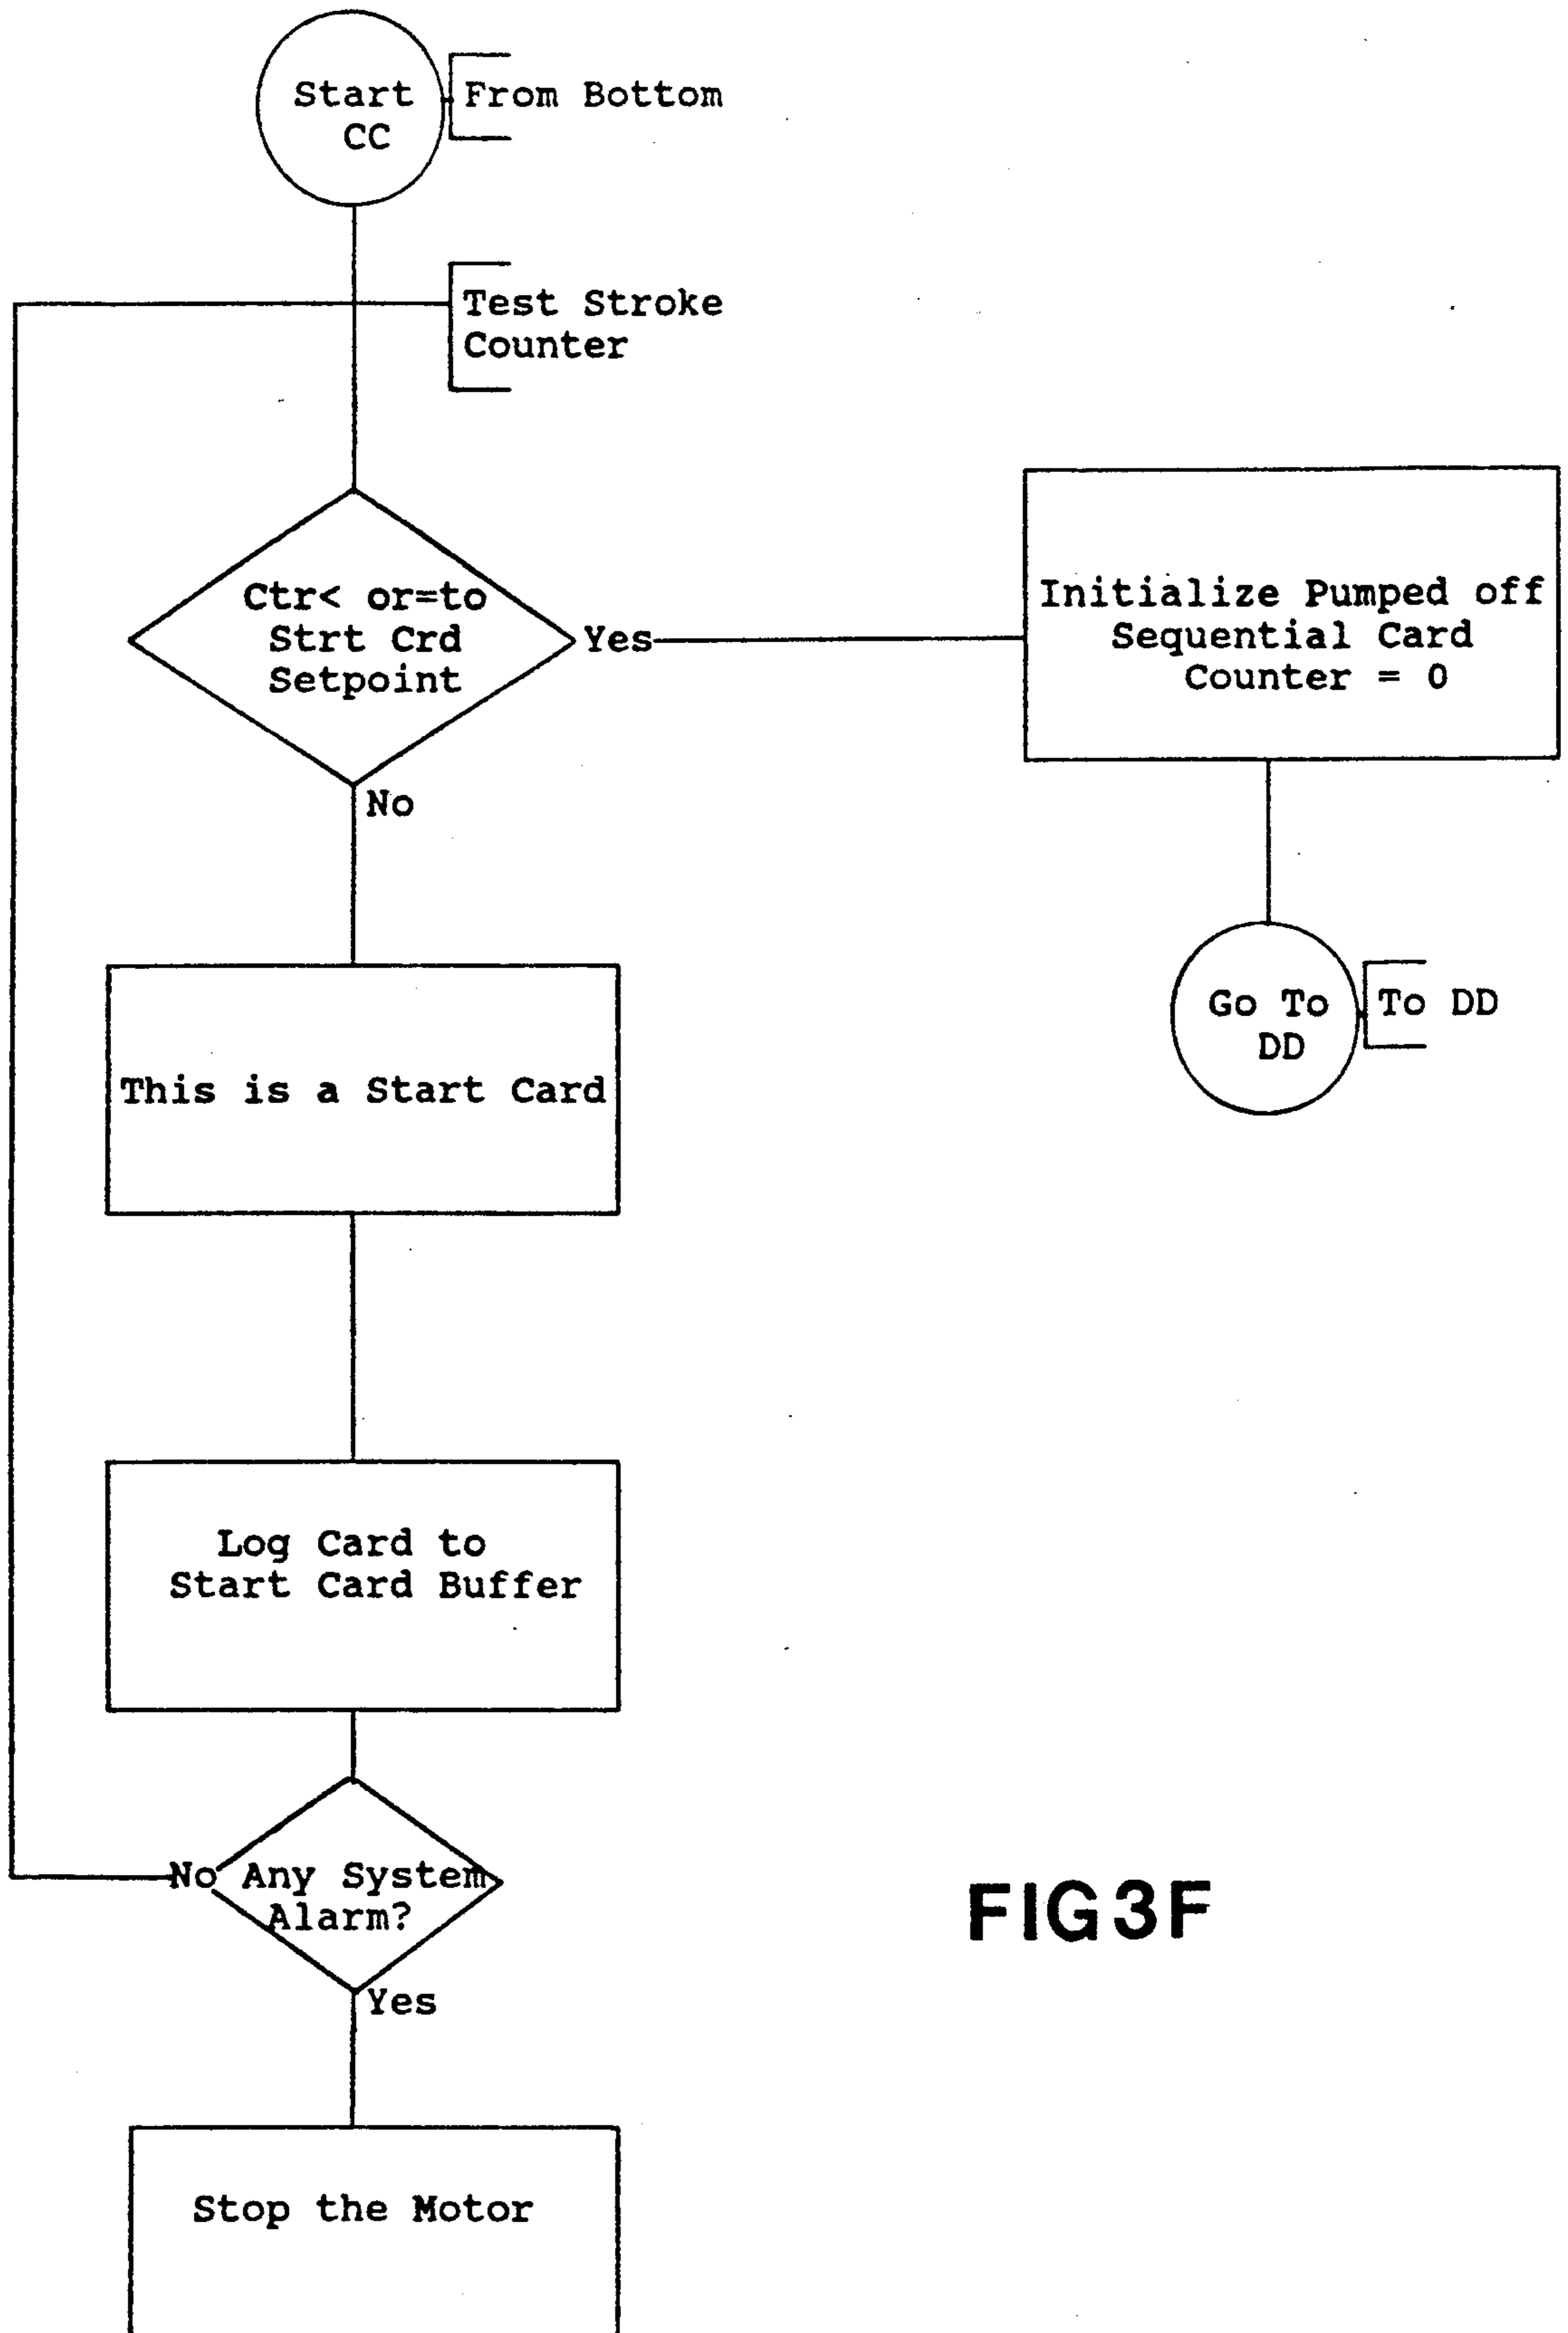 Start
CC
From Bottom
Test Stroke
Counter
Ctr< or=to
Strt Crd
Setpoint
Yes
Initialize Pumped off
Sequential Card
Counter = 0
No
Go To
DD
To DD
This is a Start Card
Log Card to
Start Card Buffer
No
Any System
Alarm?
Yes
Stop the Motor
FIG3F